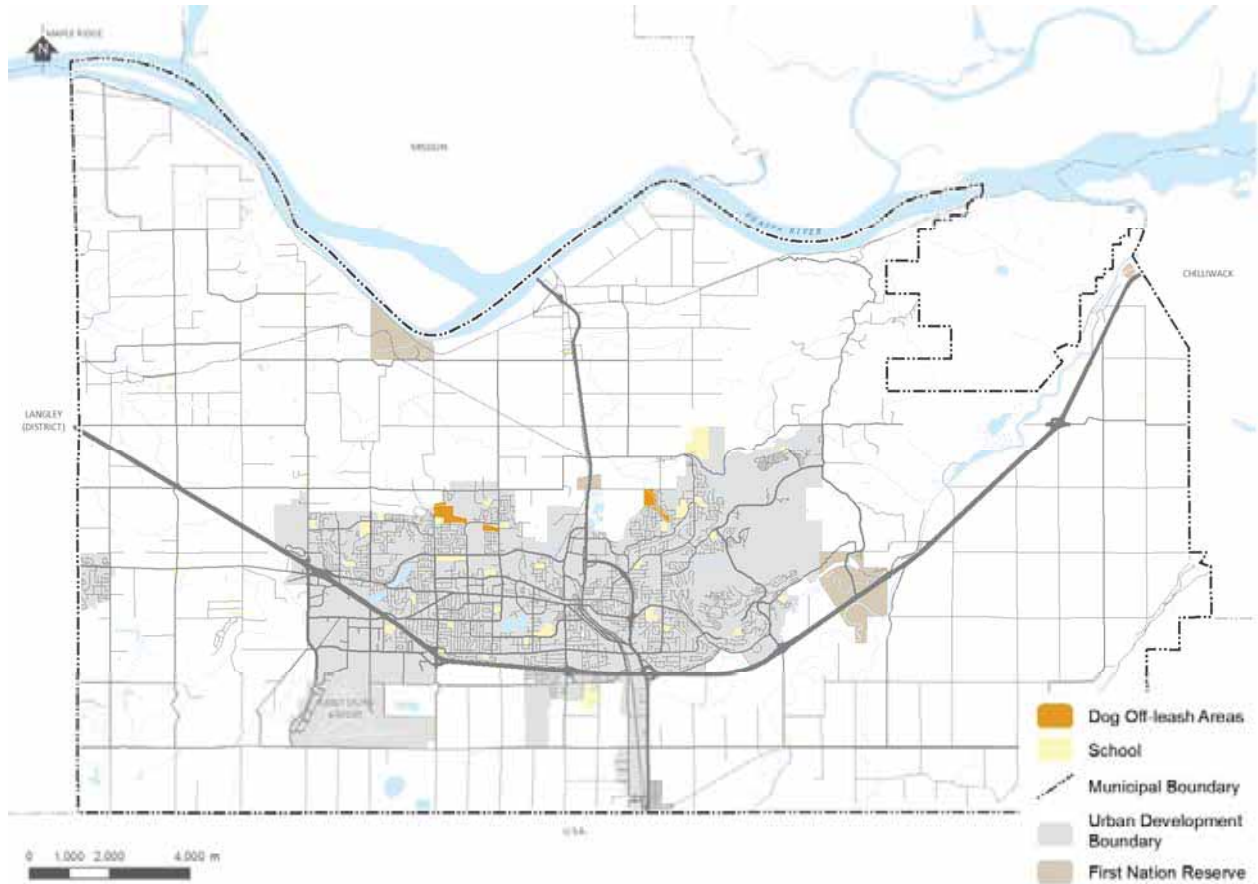 MAPLE RIDGE
N
MISSION
FRASER RIVER
CHILLIWACK
LANGLEY
(DISTRICT)
AIRPORT
U.S.A.
0 1,000 2,000 4,000 m
Dog Off-leash Areas
School
Municipal Boundary
Urban Development
Boundary
First Nation Reserve